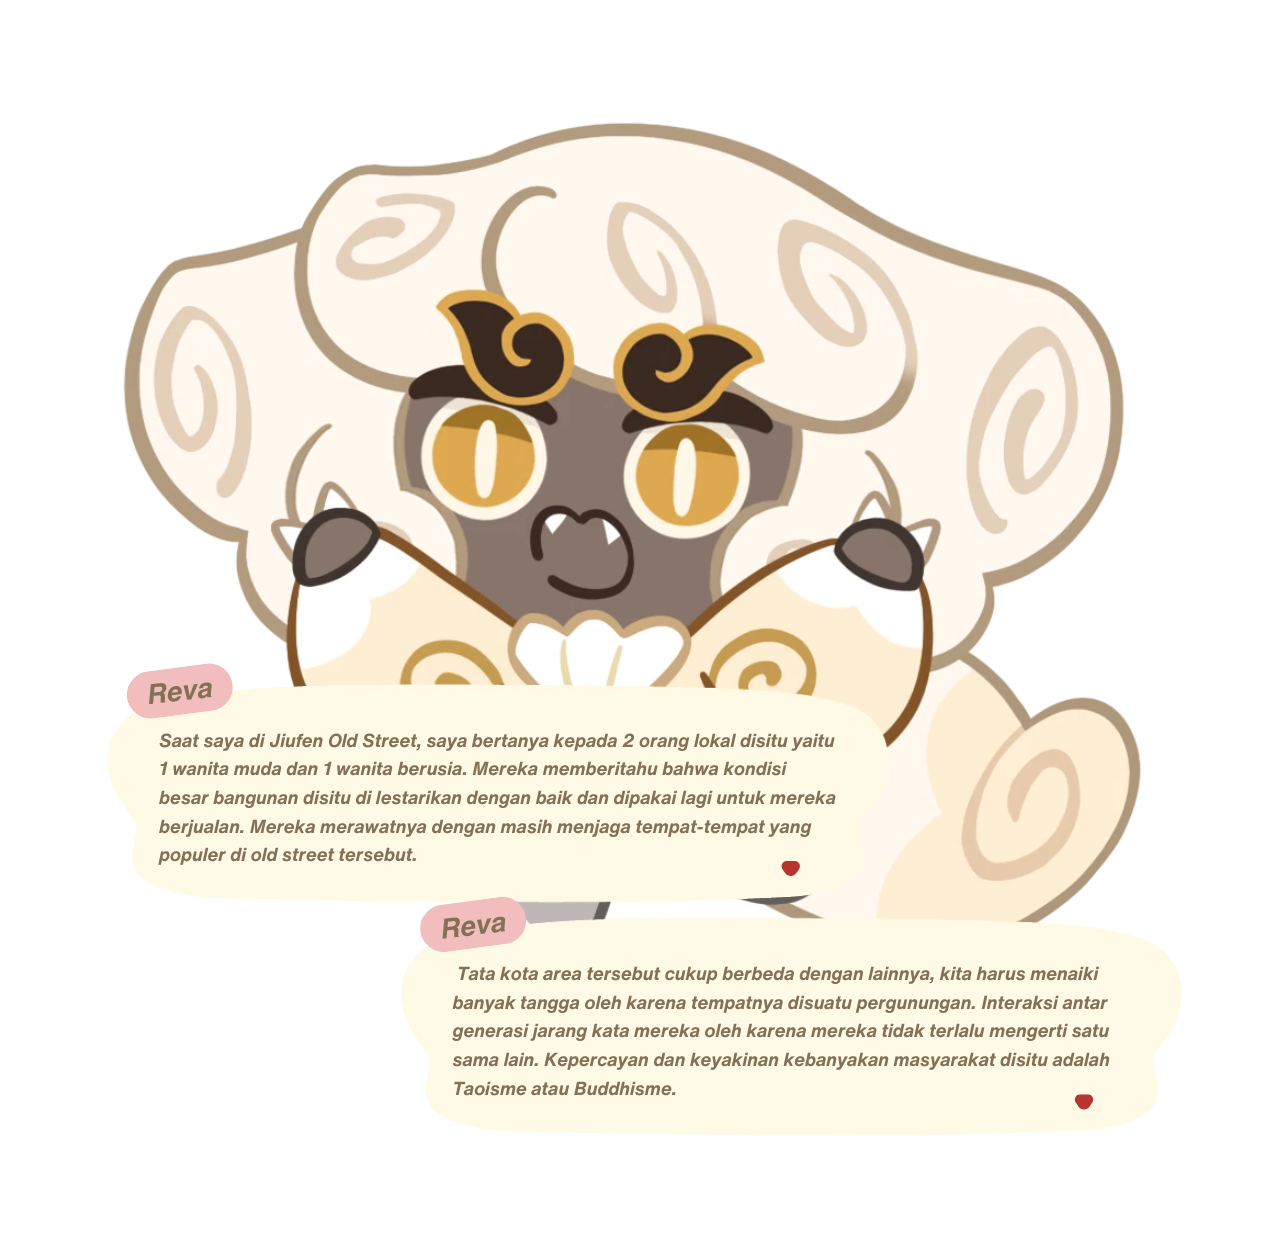 Reva
Saat saya di Jiufen Old Street, saya bertanya kepada 2 orang lokal disitu yaitu
1 wanita muda dan 1 wanita berusia. Mereka memberitahu bahwa kondisi
besar bangunan disitu di lestarikan dengan baik dan dipakai lagi untuk mereka
berjualan. Mereka merawatnya dengan masih menjaga tempat-tempat yang
populer di old street tersebut.
Reva
Tata kota area tersebut cukup berbeda dengan lainnya, kita harus menaiki
banyak tangga oleh karena tempatnya disuatu pergunungan. Interaksi antar
generasi jarang kata mereka oleh karena mereka tidak terlalu mengerti satu
sama lain. Kepercayan dan keyakinan kebanyakan masyarakat disitu adalah
Taoisme atau Buddhisme.